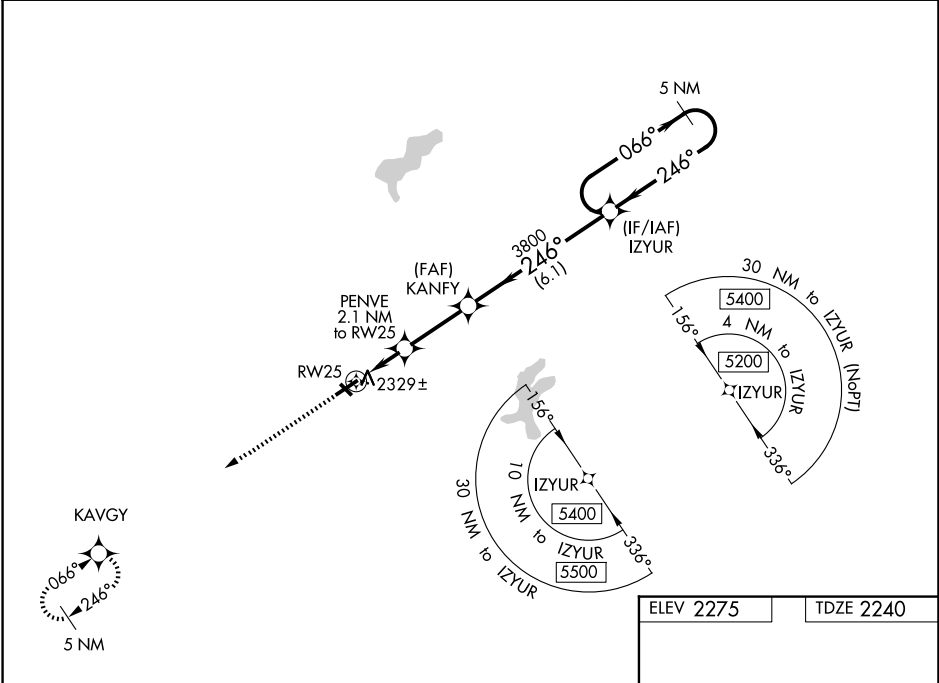 5 NM
066°
246°
(IF/IAF)
IZYUR
3800
246°
(6.1)
(FAF)
KANFY
PENVE
2.1 NM
to RW25
RW25
2329±
30 NM to IZYUR (NoPT)
5400
156°
4 NM to IZYUR
5200
IZYUR
336°
156°
IZYUR
10 NM to IZYUR
5400
336°
30 NM to IZYUR
5500
KAVGY
066°
246°
5 NM
ELEV 2275
TDZE 2240